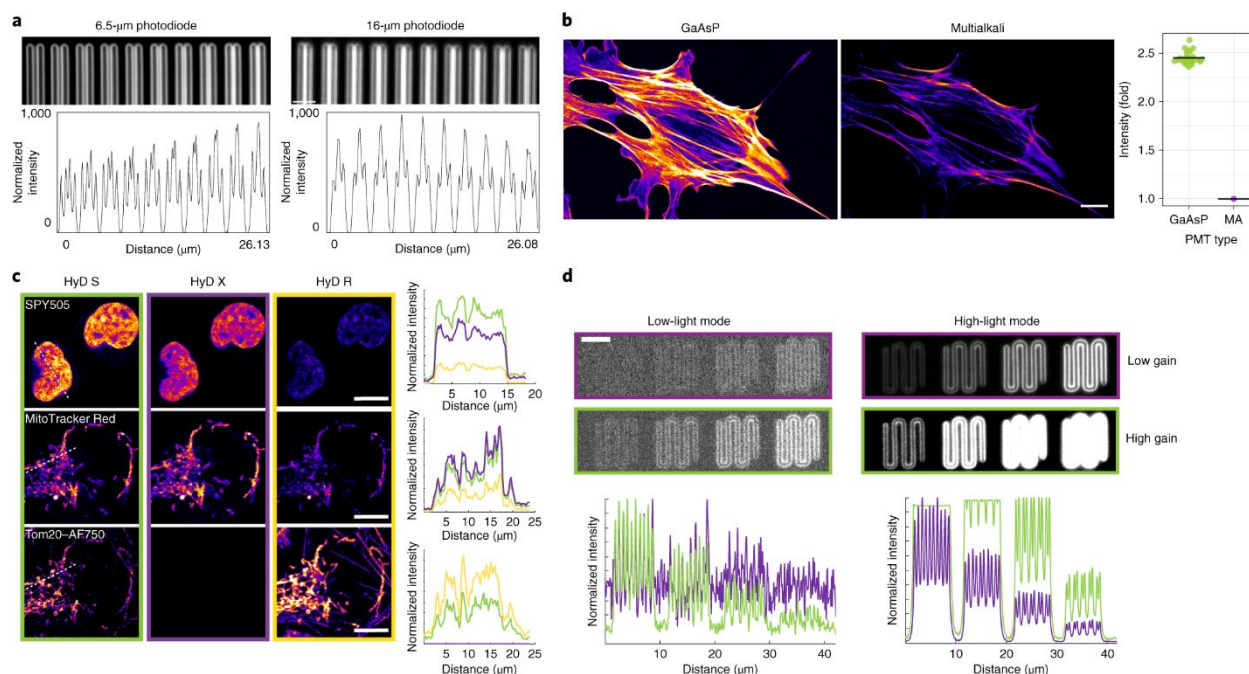 a
6.5-µm photodiode
16-µm photodiode
1,000
Normalized
intensity
0
0
26.13
Distance (µm)
1,000
Normalized
intensity
0
0
26.08
Distance (µm)
b
GaAsP
Multialkali
2.5
2.0
1.5
1.0
Intensity (fold)
GaAsP
MA
PMT type
c
HyD S
HyD X
HyD R
SPY505
MitoTracker Red
Tom20–AF750
Normalized intensity
5 10 15 20
Distance (µm)
Normalized intensity
5 10 15 20 25
Distance (µm)
Normalized intensity
5 10 15 20 25
Distance (µm)
d
Low-light mode
High-light mode
Low gain
High gain
Normalized intensity
0 10 20 30 40
Distance (µm)
Normalized intensity
0 10 20 30 40
Distance (µm)